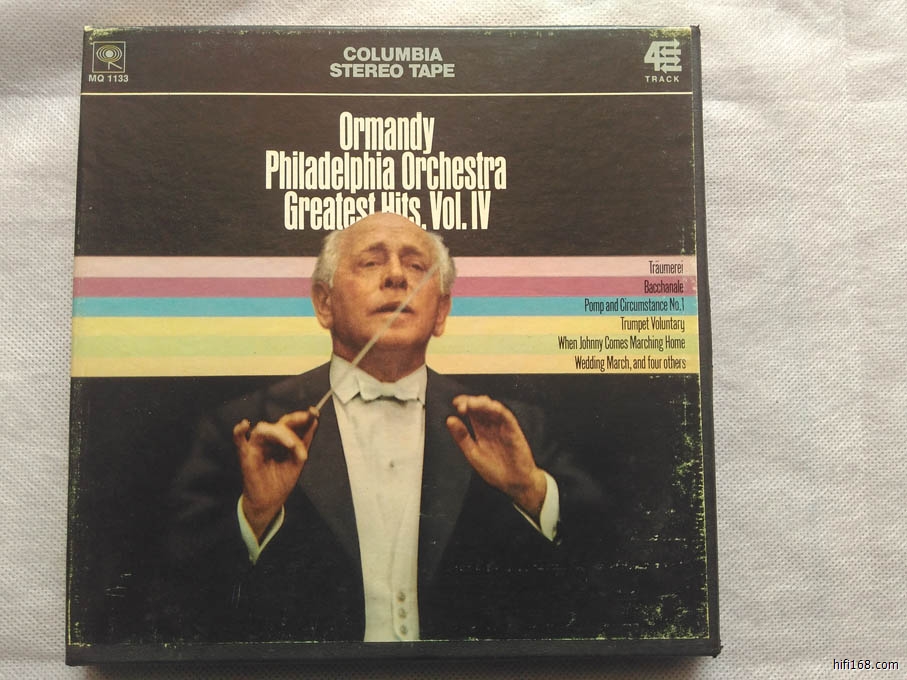 COLUMBIA
STEREO TAPE
MQ 1133
4
TRACK
Ormandy
Philadelphia Orchestra
Greatest Hits, Vol. IV
Träumerei
Bacchanale
Pomp and Circumstance No.1
Trumpet Voluntary
When Johnny Comes Marching Home
Wedding March, and four others
hifi168.com